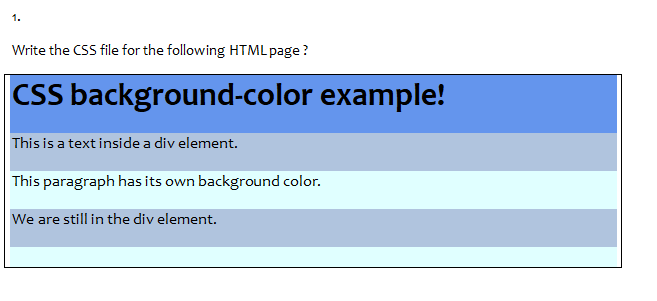 1.
Write the CSS file for the following HTML page ?
CSS background-color example!
This is a text inside a div element.
This paragraph has its own background color.
We are still in the div element.